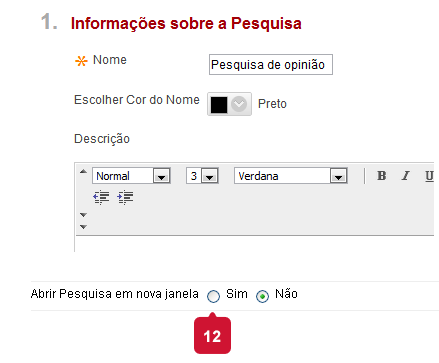 1. Informações sobre a Pesquisa
Nome Pesquisa de opinião
Escolher Cor do Nome Preto
Descrição
Normal 3 Verdana B I U
Abrir Pesquisa em nova janela Sim Não
12